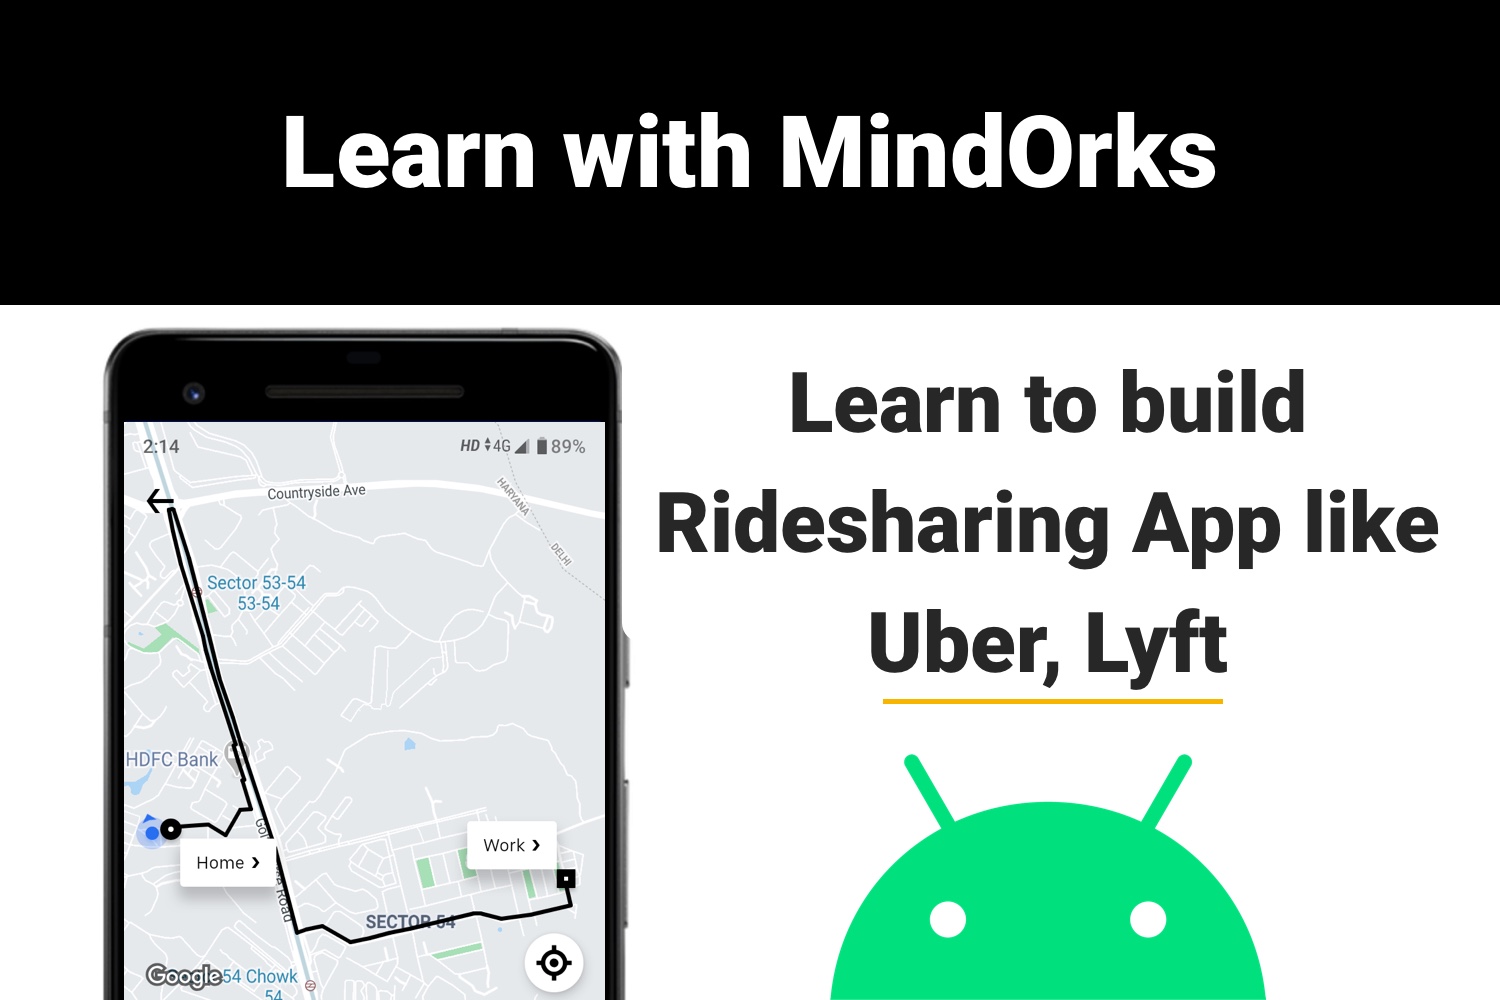 Learn with MindOrks
Learn to build
Ridesharing App like
Uber, Lyft
2:14
HD 4G 89%
Countryside Ave
HARYANA
DELHI
Sector 53-54
53-54
HDFC Bank
Home
Work
SECTOR 54
Google
54 Chowk
54